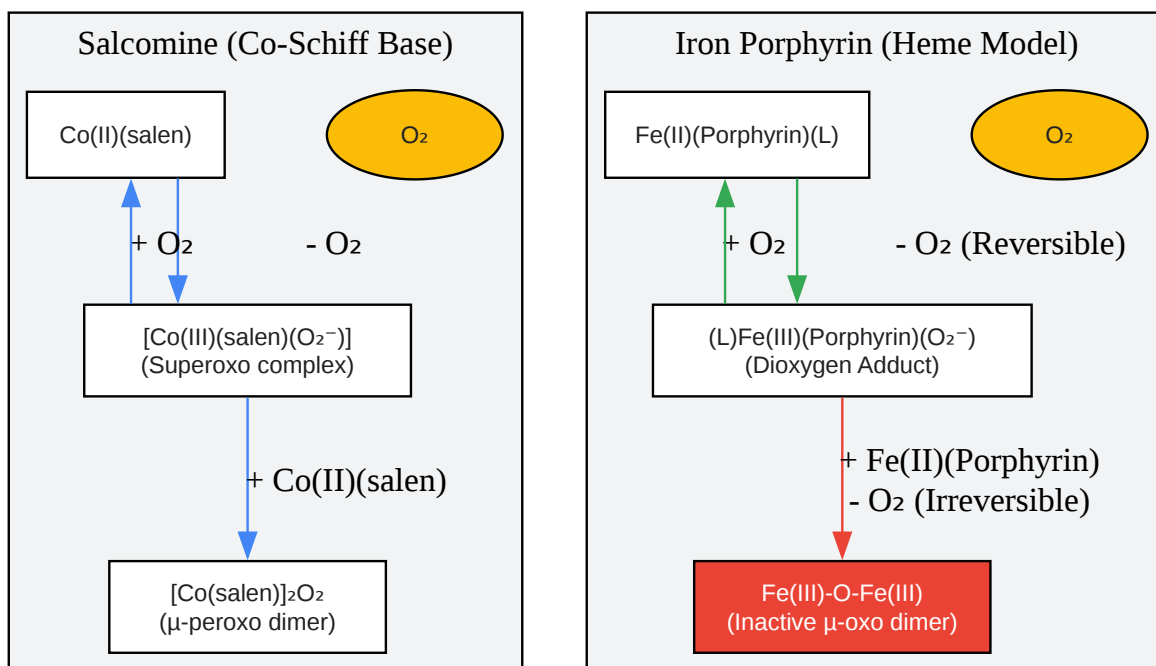 Salcomine (Co-Schiff Base)
Co(II)(salen)
O₂
+ O₂
- O₂
[Co(III)(salen)(O₂⁻)]
(Superoxo complex)
+ Co(II)(salen)
[Co(salen)]₂O₂
(µ-peroxo dimer)
Iron Porphyrin (Heme Model)
Fe(II)(Porphyrin)(L)
O₂
+ O₂
- O₂ (Reversible)
(L)Fe(III)(Porphyrin)(O₂⁻)
(Dioxygen Adduct)
+ Fe(II)(Porphyrin)
- O₂ (Irreversible)
Fe(III)-O-Fe(III)
(Inactive µ-oxo dimer)